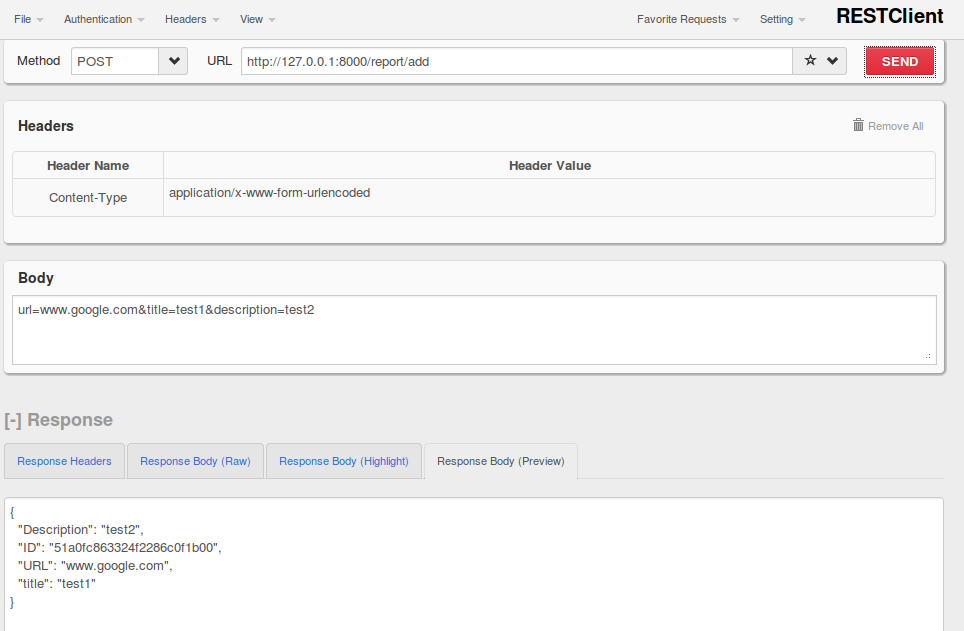 File Authentication Headers View Favorite Requests Setting RESTClient
Method POST URL http://127.0.0.1:8000/report/add SEND
Headers Remove All
Header Name Header Value
Content-Type application/x-www-form-urlencoded
Body
url=www.google.com&title=test1&description=test2
[-] Response
Response Headers Response Body (Raw) Response Body (Highlight) Response Body (Preview)
{
"Description": "test2",
"ID": "51a0fc863324f2286c0f1b00",
"URL": "www.google.com",
"title": "test1"
}